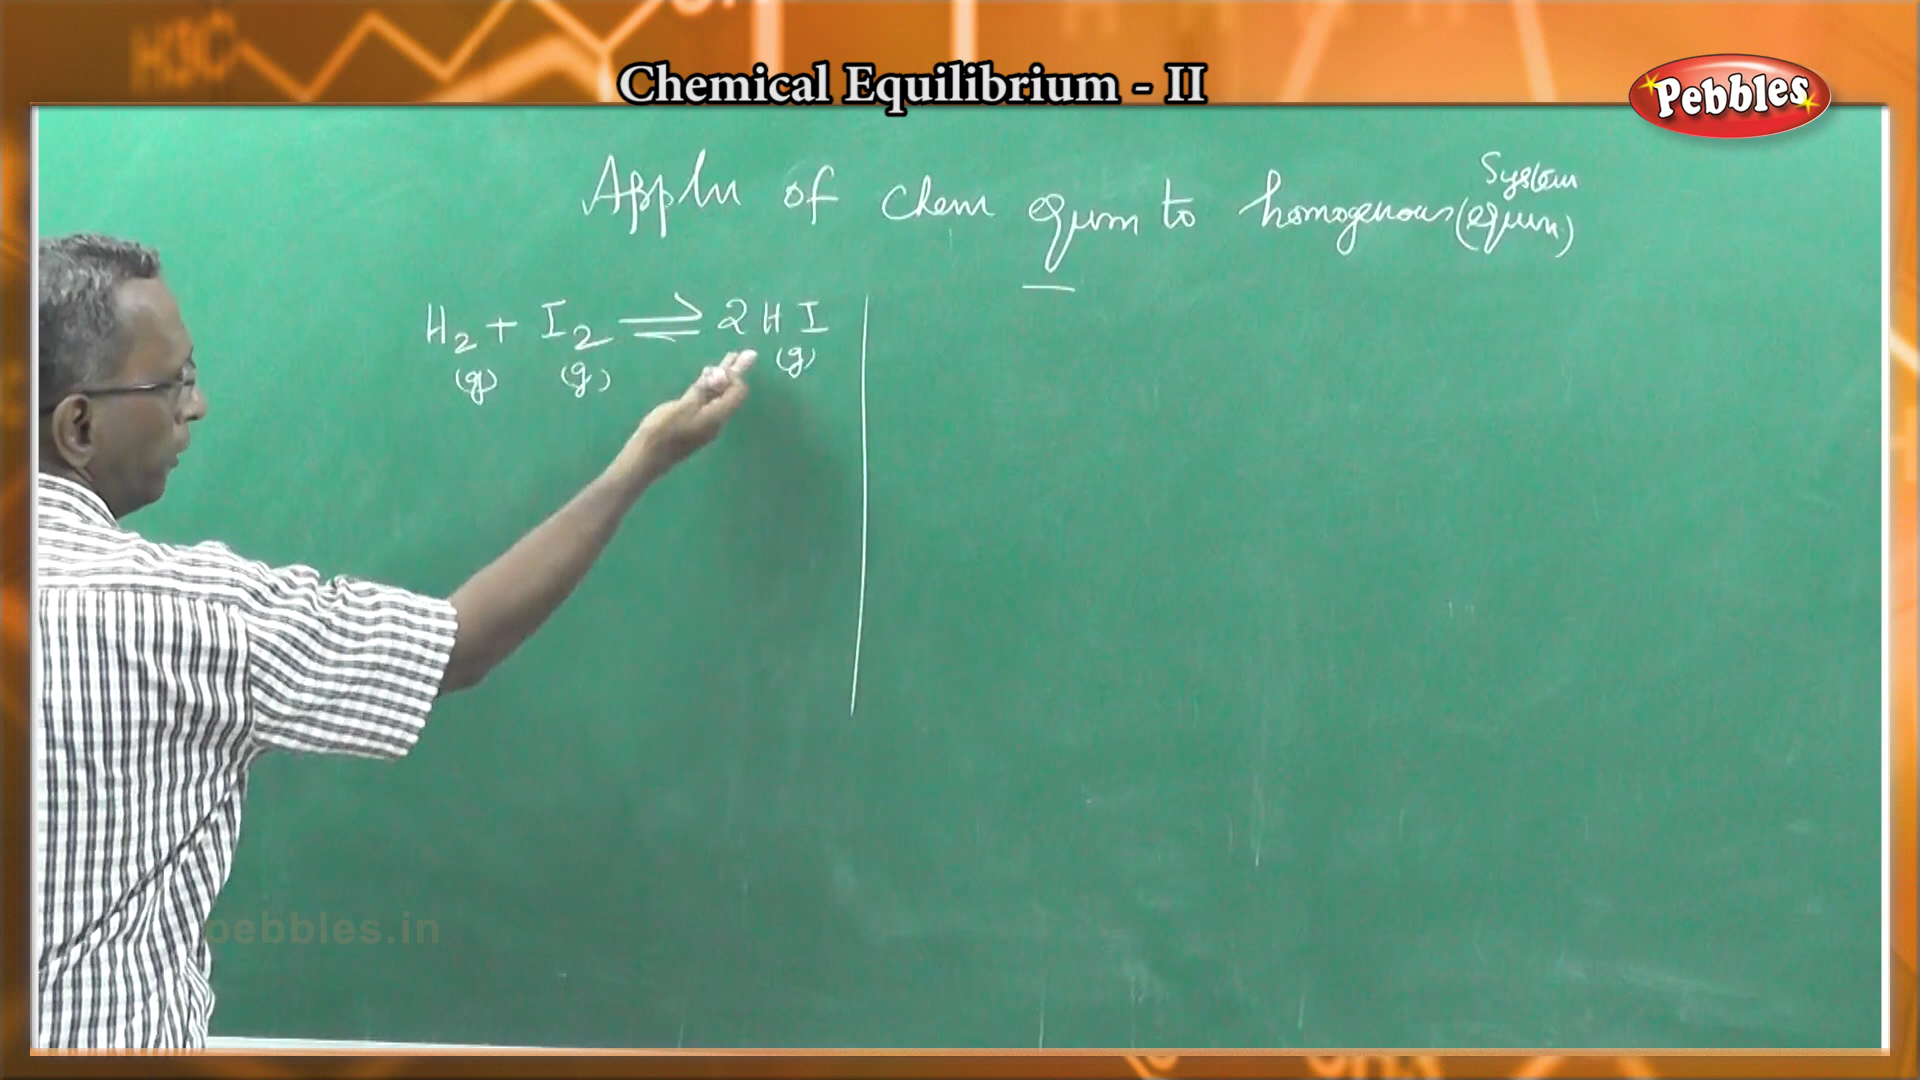 Chemical Equilibrium - II
Pebbles
System
Appln of chem equm to homogenous (equm)
H2 + I2 ⇌ 2HI
(g) (g) (g)
pebbles.in